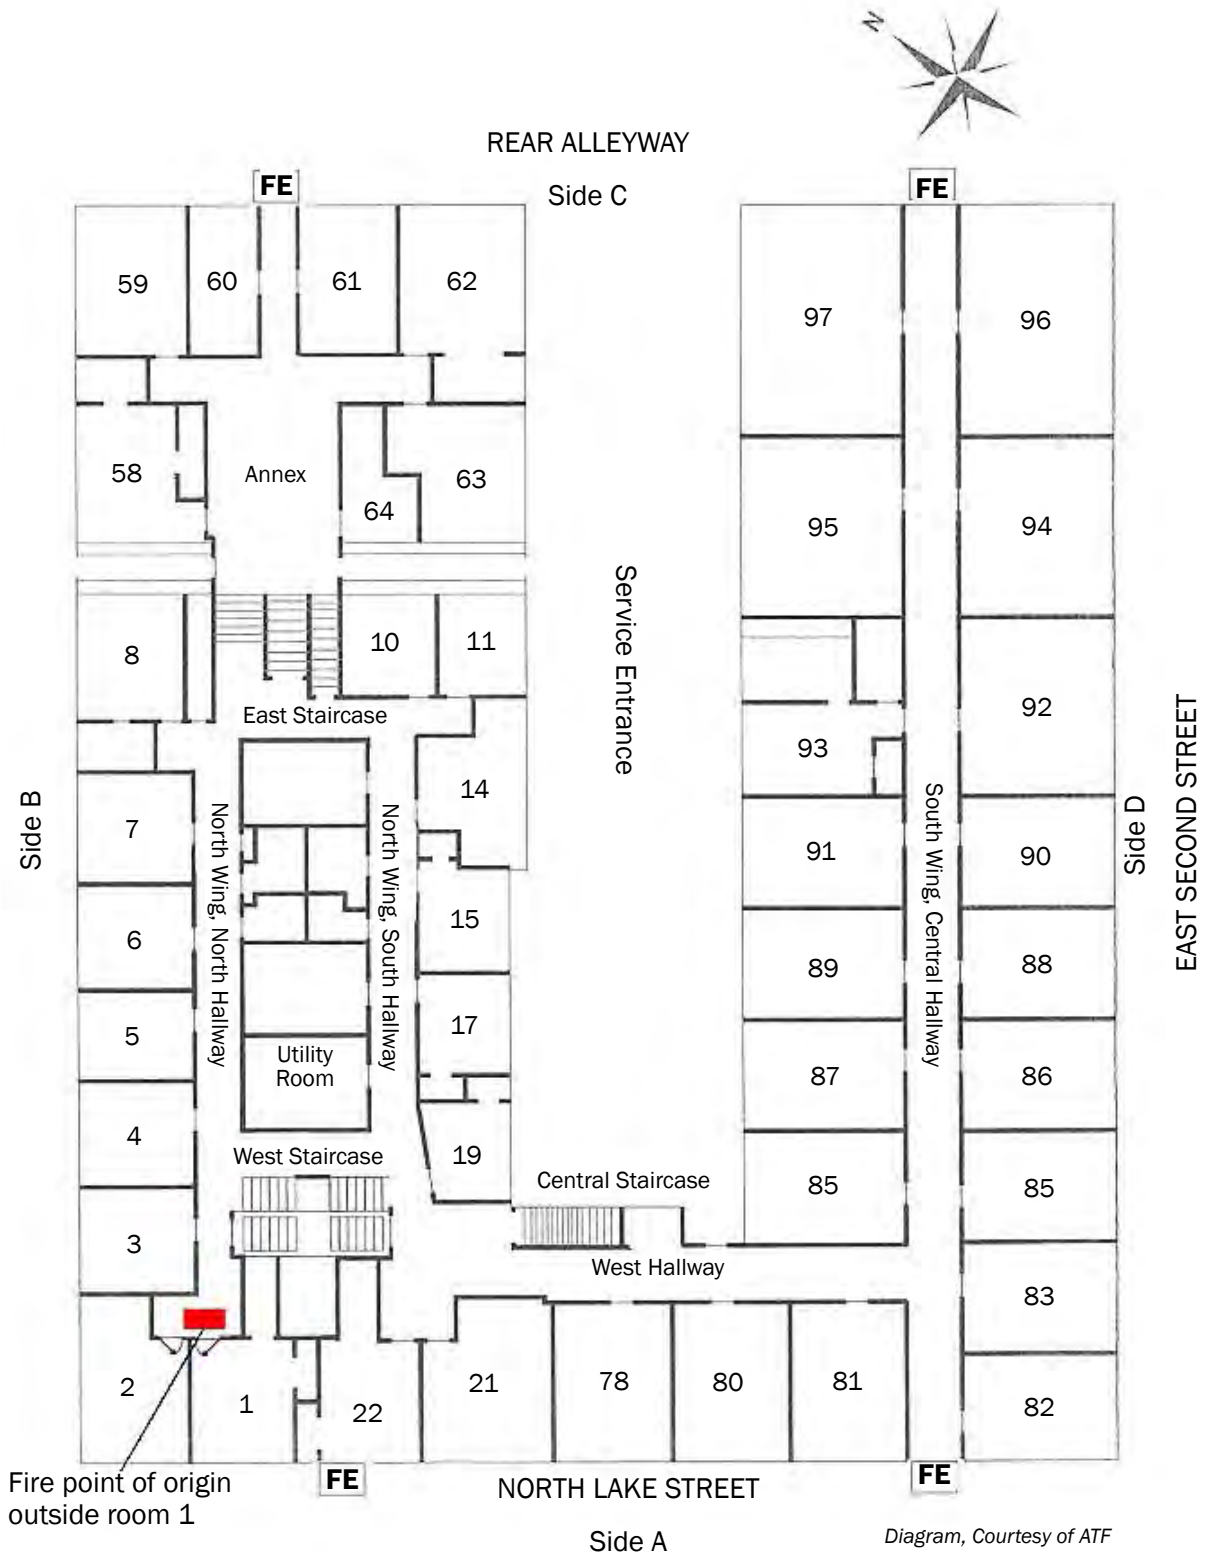 N
REAR ALLEYWAY
FE
Side C
FE
59
60
61
62
97
96
58
Annex
63
64
95
94
Service Entrance
8
10
11
East Staircase
92
93
14
7
North Wing, North Hallway
North Wing, South Hallway
South Wing, Central Hallway
Side B
Side D
EAST SECOND STREET
91
90
15
6
89
88
17
5
Utility
Room
87
86
4
West Staircase
19
Central Staircase
85
85
3
West Hallway
83
2
1
22
21
78
80
81
82
Fire point of origin
outside room 1
FE
NORTH LAKE STREET
FE
Side A
Diagram, Courtesy of ATF